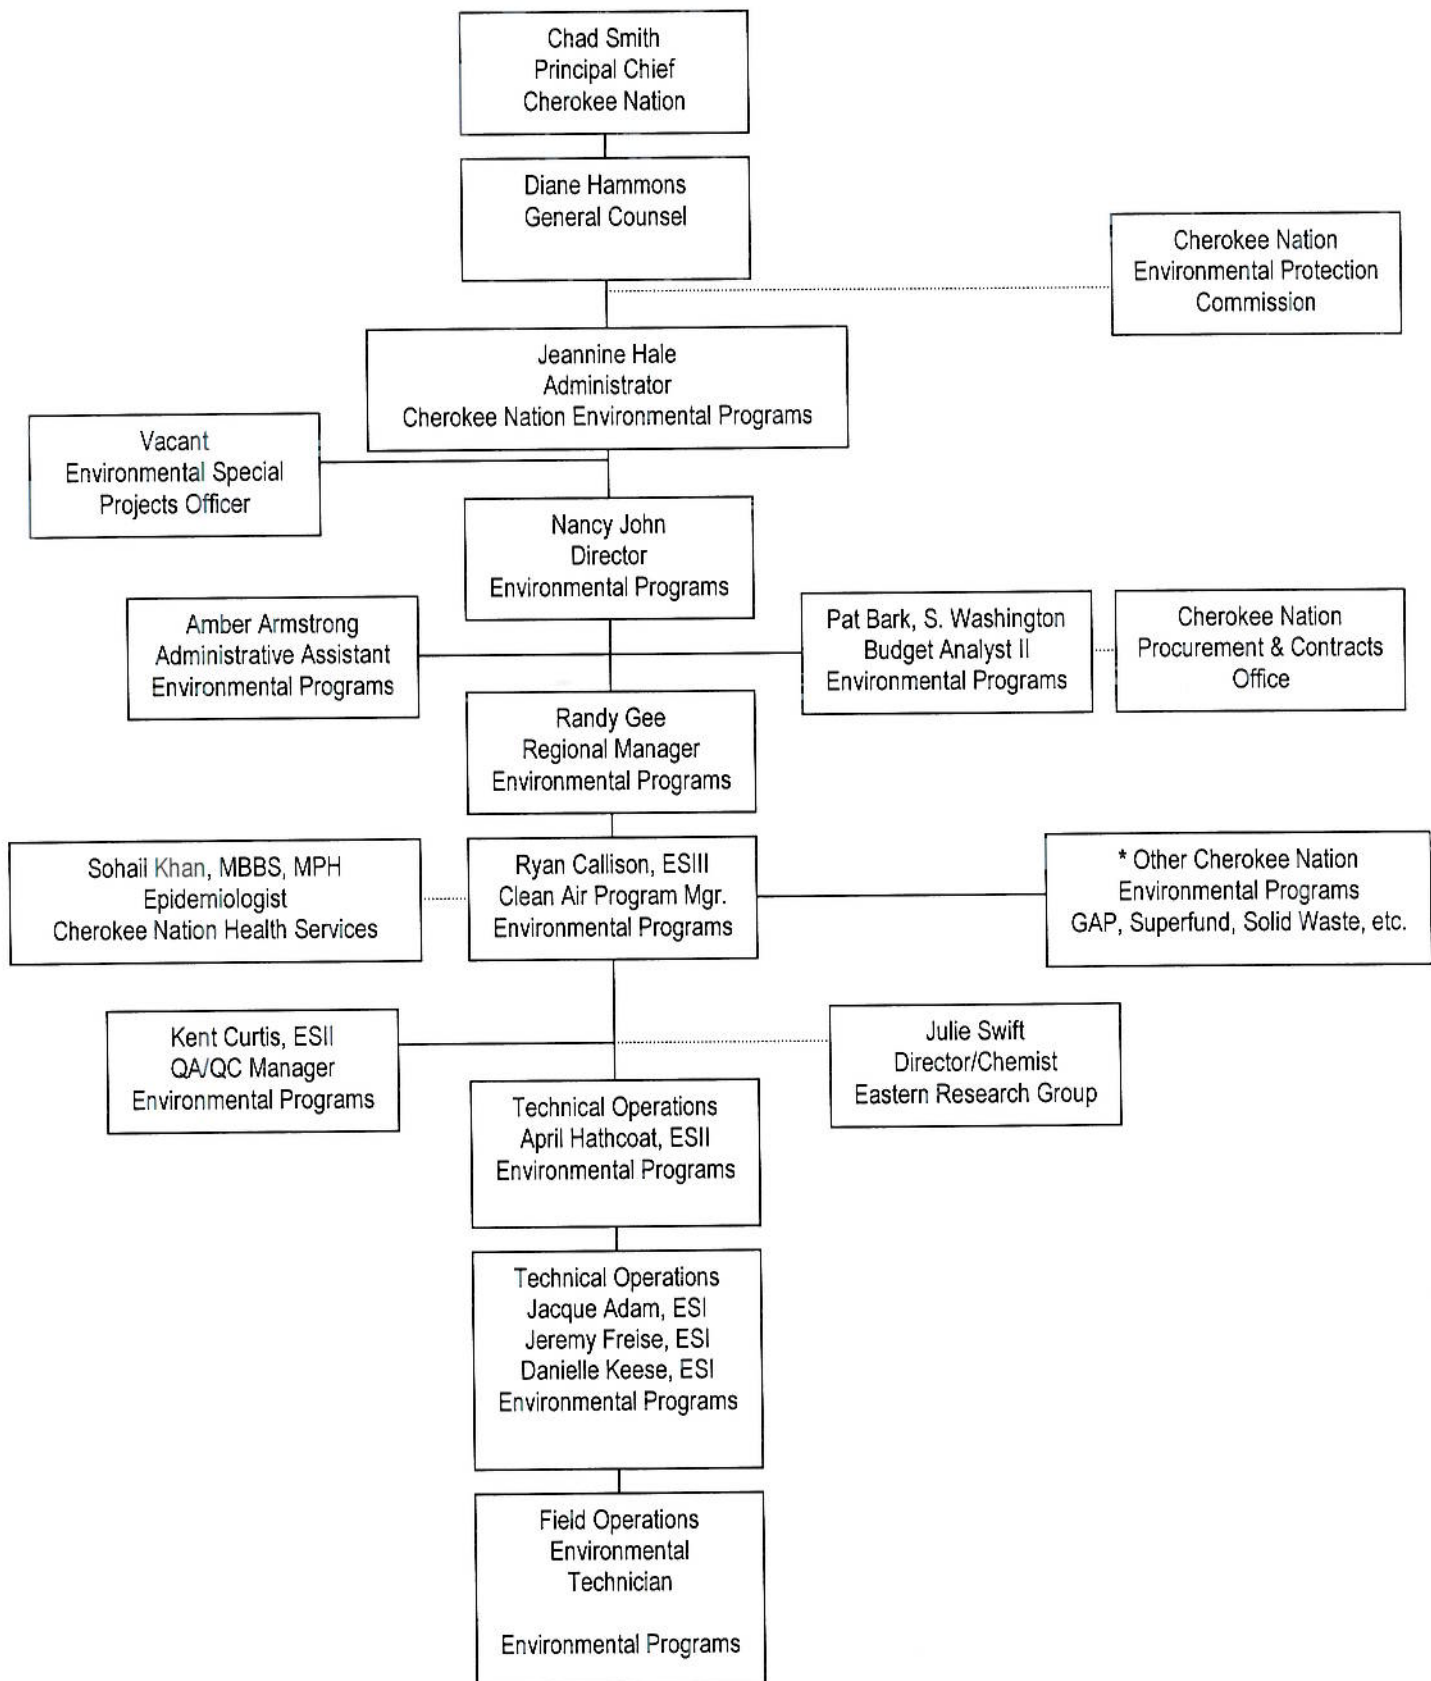 Chad Smith
Principal Chief
Cherokee Nation
Diane Hammons
General Counsel
Cherokee Nation
Environmental Protection
Commission
Jeannine Hale
Administrator
Cherokee Nation Environmental Programs
Vacant
Environmental Special
Projects Officer
Nancy John
Director
Environmental Programs
Amber Armstrong
Administrative Assistant
Environmental Programs
Pat Bark, S. Washington
Budget Analyst II
Environmental Programs
Cherokee Nation
Procurement & Contracts
Office
Randy Gee
Regional Manager
Environmental Programs
Sohail Khan, MBBS, MPH
Epidemiologist
Cherokee Nation Health Services
Ryan Callison, ESIII
Clean Air Program Mgr.
Environmental Programs
* Other Cherokee Nation
Environmental Programs
GAP, Superfund, Solid Waste, etc.
Kent Curtis, ESII
QA/QC Manager
Environmental Programs
Julie Swift
Director/Chemist
Eastern Research Group
Technical Operations
April Hathcoat, ESII
Environmental Programs
Technical Operations
Jacque Adam, ESI
Jeremy Freise, ESI
Danielle Keese, ESI
Environmental Programs
Field Operations
Environmental
Technician
Environmental Programs